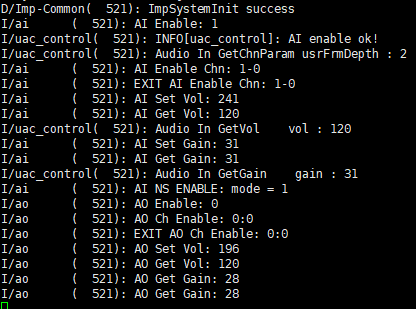 D/Imp-Common( 521): ImpSystemInit success
I/ai      ( 521): AI Enable: 1
I/uac_control( 521): INFO[uac_control]: AI enable ok!
I/uac_control( 521): Audio In GetChnParam usrFrmDepth : 2
I/ai      ( 521): AI Enable Chn: 1-0
I/ai      ( 521): EXIT AI Enable Chn: 1-0
I/ai      ( 521): AI Set Vol: 241
I/ai      ( 521): AI Get Vol: 120
I/uac_control( 521): Audio In GetVol    vol : 120
I/ai      ( 521): AI Set Gain: 31
I/ai      ( 521): AI Get Gain: 31
I/uac_control( 521): Audio In GetGain    gain : 31
I/ai      ( 521): AI NS ENABLE: mode = 1
I/ao      ( 521): AO Enable: 0
I/ao      ( 521): AO Ch Enable: 0:0
I/ao      ( 521): EXIT AO Ch Enable: 0:0
I/ao      ( 521): AO Set Vol: 196
I/ao      ( 521): AO Get Vol: 120
I/ao      ( 521): AO Set Gain: 28
I/ao      ( 521): AO Get Gain: 28